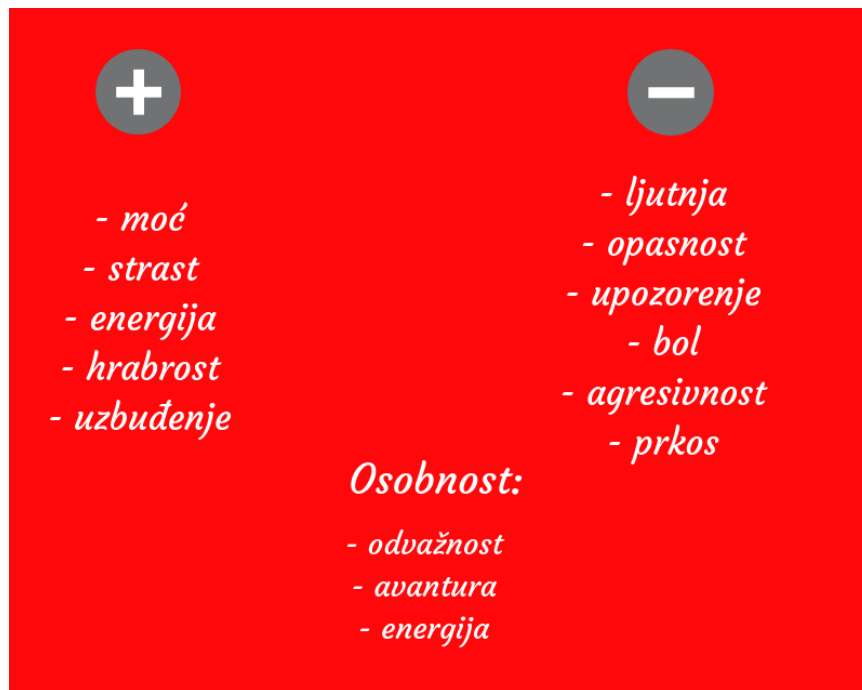 - moć
- strast
- energija
- hrabrost
- uzbuđenje
- ljutnja
- opasnost
- upozorenje
- bol
- agresivnost
- prkos
Osobnost:
- odvažnost
- avantura
- energija